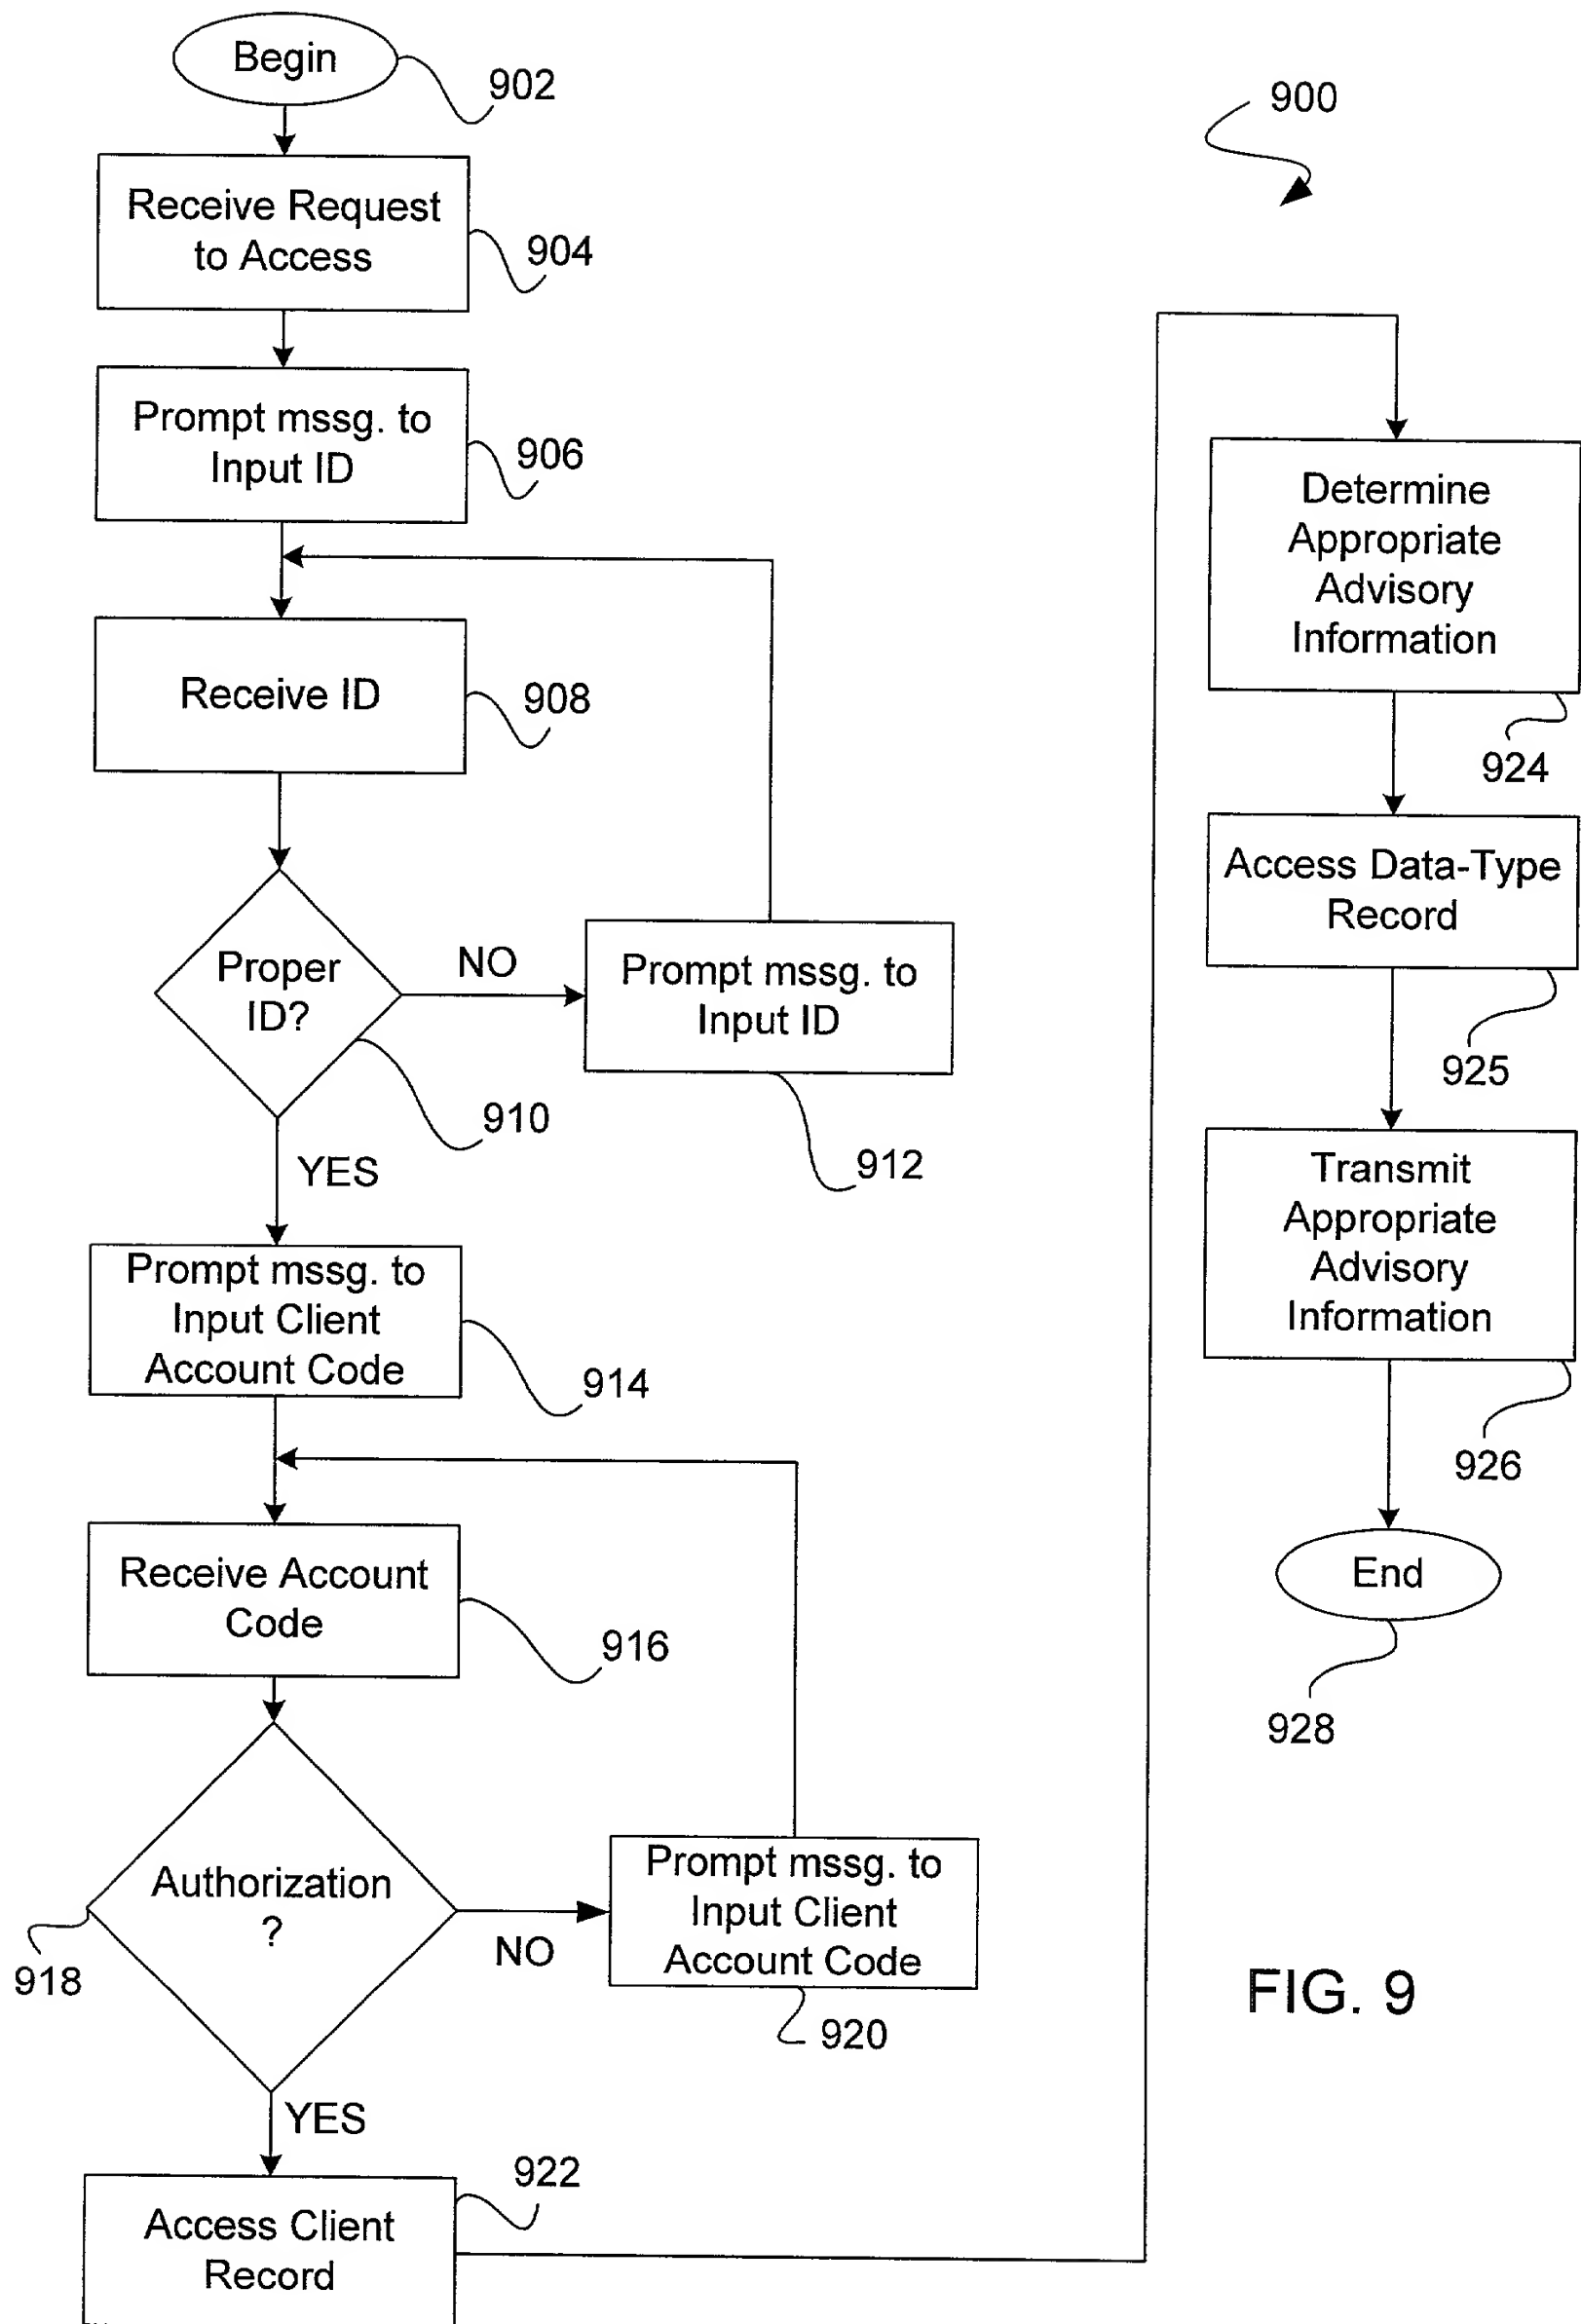 Begin
902
Receive Request
to Access
904
Prompt mssg. to
Input ID
906
Receive ID
908
Proper
ID?
910
NO
Prompt mssg. to
Input ID
912
YES
Prompt mssg. to
Input Client
Account Code
914
Receive Account
Code
916
Authorization
?
918
NO
Prompt mssg. to
Input Client
Account Code
920
YES
Access Client
Record
922
900
Determine
Appropriate
Advisory
Information
924
Access Data-Type
Record
925
Transmit
Appropriate
Advisory
Information
926
End
928
FIG. 9